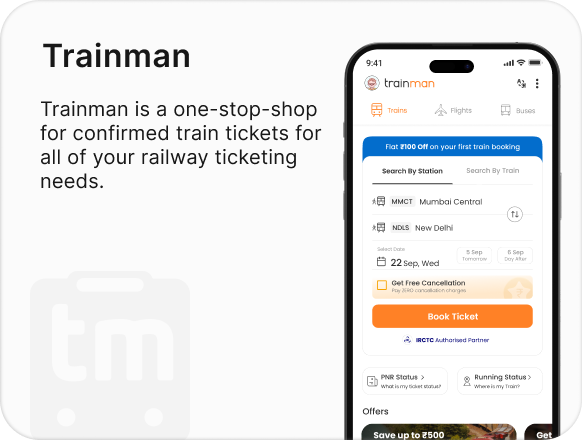 Trainman
Trainman is a one-stop-shop
for confirmed train tickets for
all of your railway ticketing
needs.
tm
9:41
trainman
Trains
Flights
Buses
Flat ₹100 Off on your first train booking
Search By Station
Search By Train
MMCT Mumbai Central
NDLS New Delhi
Select Date
22 Sep, Wed
5 Sep
Tomorrow
6 Sep
Day After
Get Free Cancellation
Pay ZERO cancellation charges
Book Ticket
IRCTC Authorised Partner
PNR Status >
What is my ticket status?
Running Status >
Where is my Train?
Offers
Save up to ₹500
Get